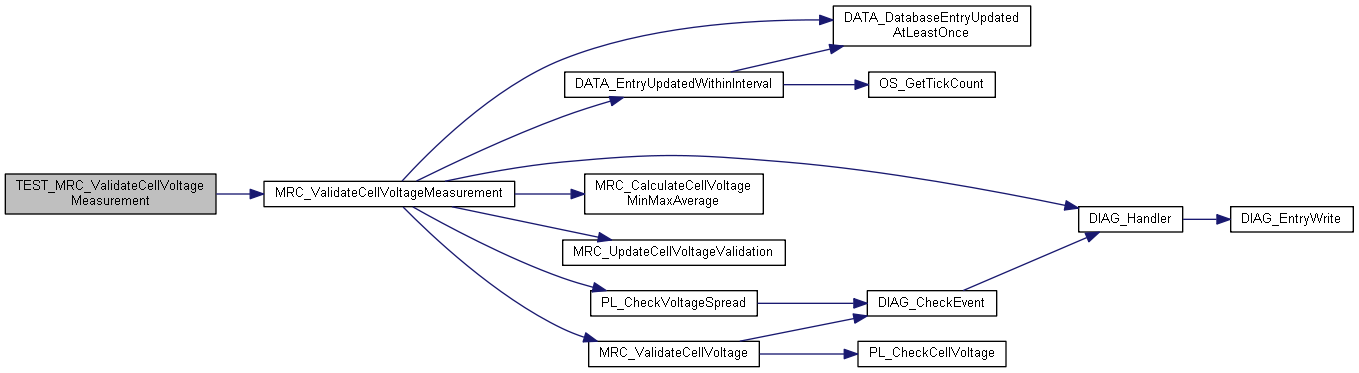 TEST_MRC_ValidateCellVoltage
Measurement
MRC_ValidateCellVoltageMeasurement
DATA_DatabaseEntryUpdated
AtLeastOnce
DATA_EntryUpdatedWithinInterval
OS_GetTickCount
MRC_CalculateCellVoltage
MinMaxAverage
DIAG_Handler
DIAG_EntryWrite
MRC_UpdateCellVoltageValidation
PL_CheckVoltageSpread
DIAG_CheckEvent
MRC_ValidateCellVoltage
PL_CheckCellVoltage